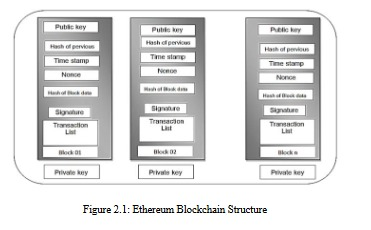 Public key
Hash of pervious
Time stamp
Nonce
Hash of Block data
Signature
Transaction
List
Block 01
Private key
Public key
Hash of pervious
Time stamp
Nonce
Hash of Block data
Signature
Transaction
List
Block 02
Private key
Public key
Hash of pervious
Time stamp
Nonce
Hash of Block data
Signature
Transaction
List
Block n
Private key
Figure 2.1: Ethereum Blockchain Structure